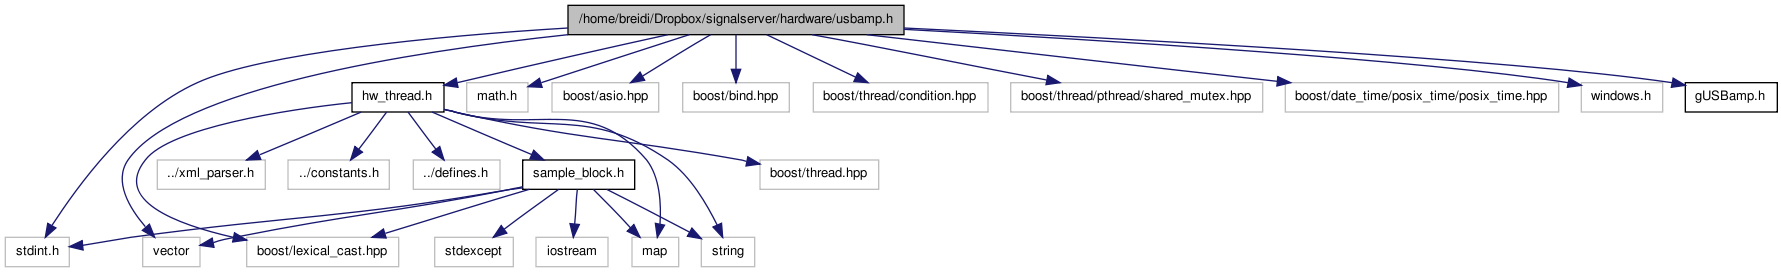 /home/breidi/Dropbox/signalserver/hardware/usbamp.h
hw_thread.h
math.h
boost/asio.hpp
boost/bind.hpp
boost/thread/condition.hpp
boost/thread/pthread/shared_mutex.hpp
boost/date_time/posix_time/posix_time.hpp
windows.h
gUSBamp.h
../xml_parser.h
../constants.h
../defines.h
sample_block.h
boost/thread.hpp
stdint.h
vector
boost/lexical_cast.hpp
stdexcept
iostream
map
string